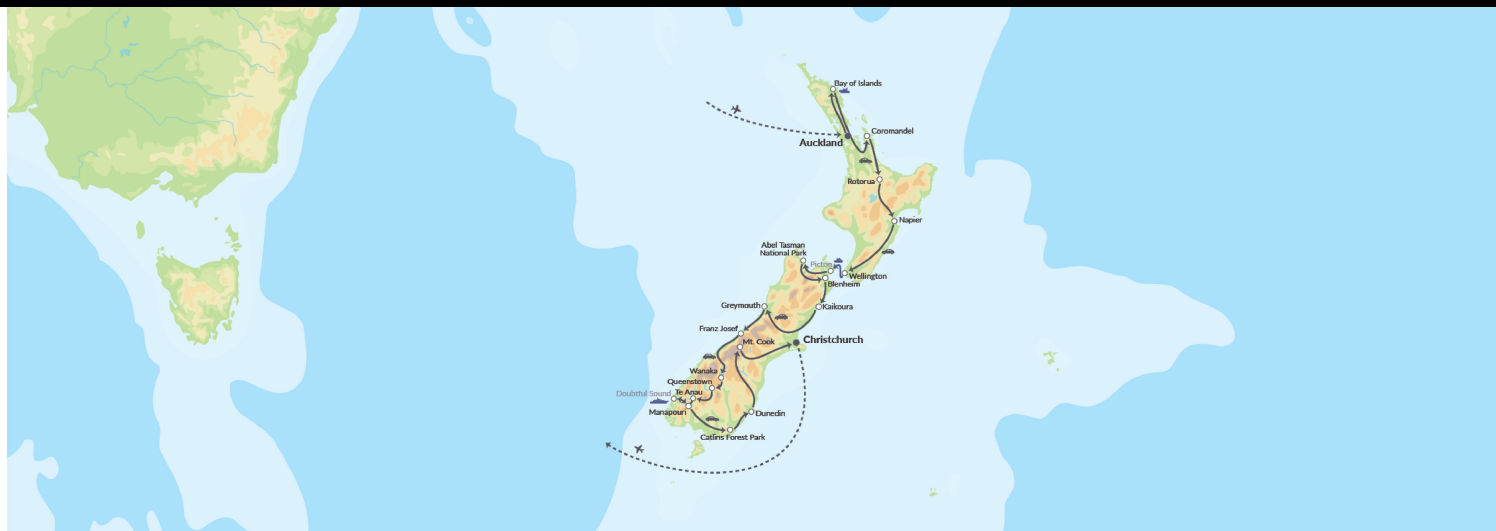 Bay of Islands
Coromandel
Auckland
Rotorua
Napier
Abel Tasman
National Park
Picton
Wellington
Blenheim
Greymouth
Kaikoura
Franz Josef
Mt. Cook
Christchurch
Wanaka
Queenstown
Doubtful Sound
Te Anau
Manapouri
Dunedin
Catlins Forest Park